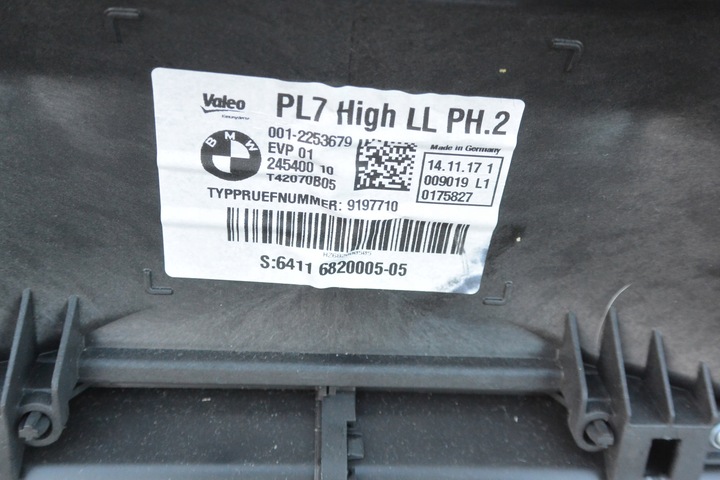 Valeo
PL7 High LL PH.2
BMW
001-2253679
EVP 01
245400 10
T42070B05
Made in Germany
14.11.17 1
009019 L1
0175827
TYPPRUEFNUMMER: 9197710
S:6411 6820005-05